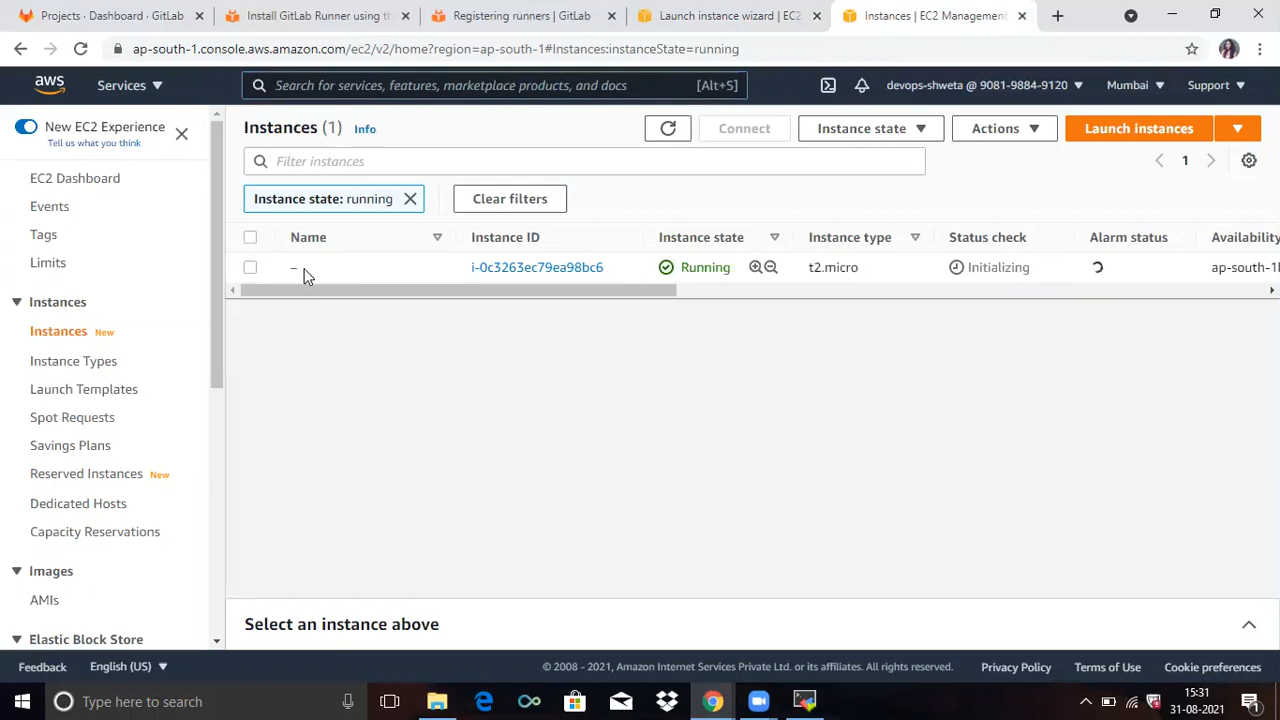 Projects · Dashboard · GitLab
Install GitLab Runner using th
Registering runners | GitLab
Launch instance wizard | EC2
Instances | EC2 Management
ap-south-1.console.aws.amazon.com/ec2/v2/home?region=ap-south-1#Instances:instanceState=running
aws
Services
Search for services, features, marketplace products, and docs
[Alt+S]
devops-shweta @ 9081-9884-9120
Mumbai
Support
New EC2 Experience
Tell us what you think
EC2 Dashboard
Events
Tags
Limits
Instances
Instances New
Instance Types
Launch Templates
Spot Requests
Savings Plans
Reserved Instances New
Dedicated Hosts
Capacity Reservations
Images
AMIs
Elastic Block Store
Instances (1) Info
Connect
Instance state
Actions
Launch instances
Filter instances
1
Instance state: running
Clear filters
Name Instance ID Instance state Instance type Status check Alarm status Availability
– i-0c3263ec79ea98bc6 Running t2.micro Initializing ap-south-1
Select an instance above
Feedback English (US) © 2008 - 2021, Amazon Internet Services Private Ltd. or its affiliates. All rights reserved. Privacy Policy Terms of Use Cookie preferences
Type here to search
15:31
31-08-2021
1